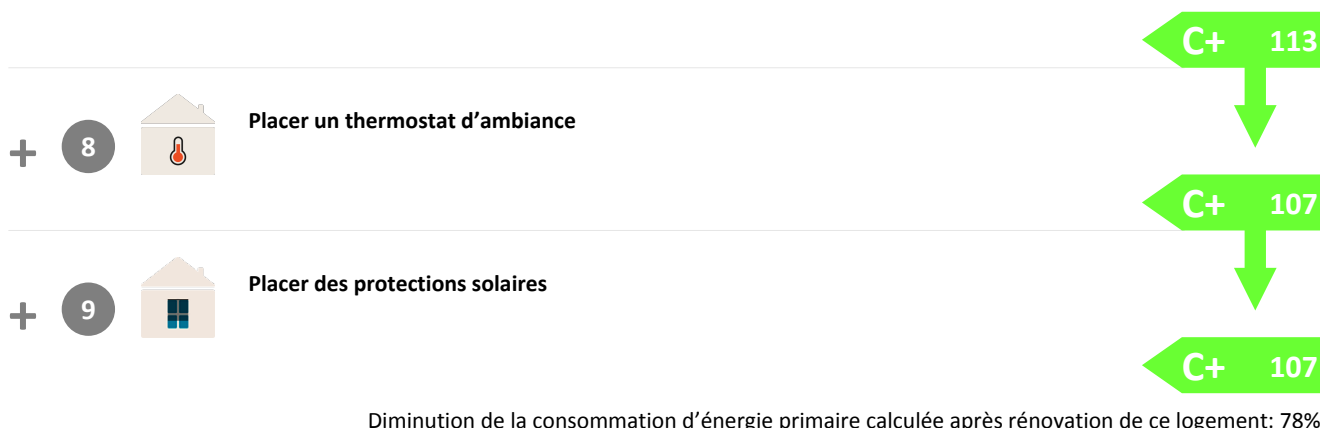 C+ 113
+ 8 Placer un thermostat d’ambiance
C+ 107
+ 9 Placer des protections solaires
C+ 107
Diminution de la consommation d’énergie primaire calculée après rénovation de ce logement: 78%